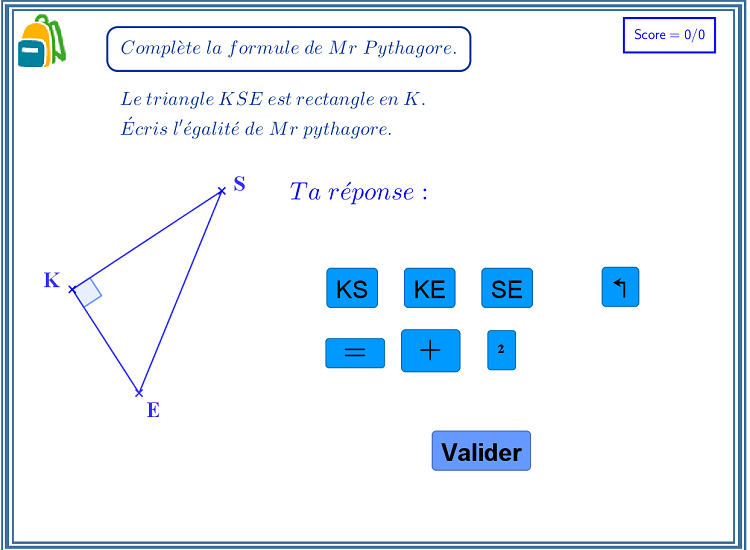 Score = 0/0
Complète la formule de Mr Pythagore.
Le triangle KSE est rectangle en K.
Écris l'égalité de Mr pythagore.
Ta réponse :
S
K
E
KS KE SE ↰
= + 2
Valider